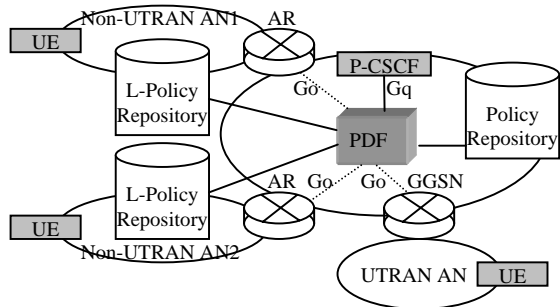 Non-UTRAN AN1
AR
UE
P-CSCF
L-Policy
Repository
Go
Gq
Policy
Repository
PDF
L-Policy
Repository
AR
Go
Go
GGSN
UE
Non-UTRAN AN2
UTRAN AN
UE